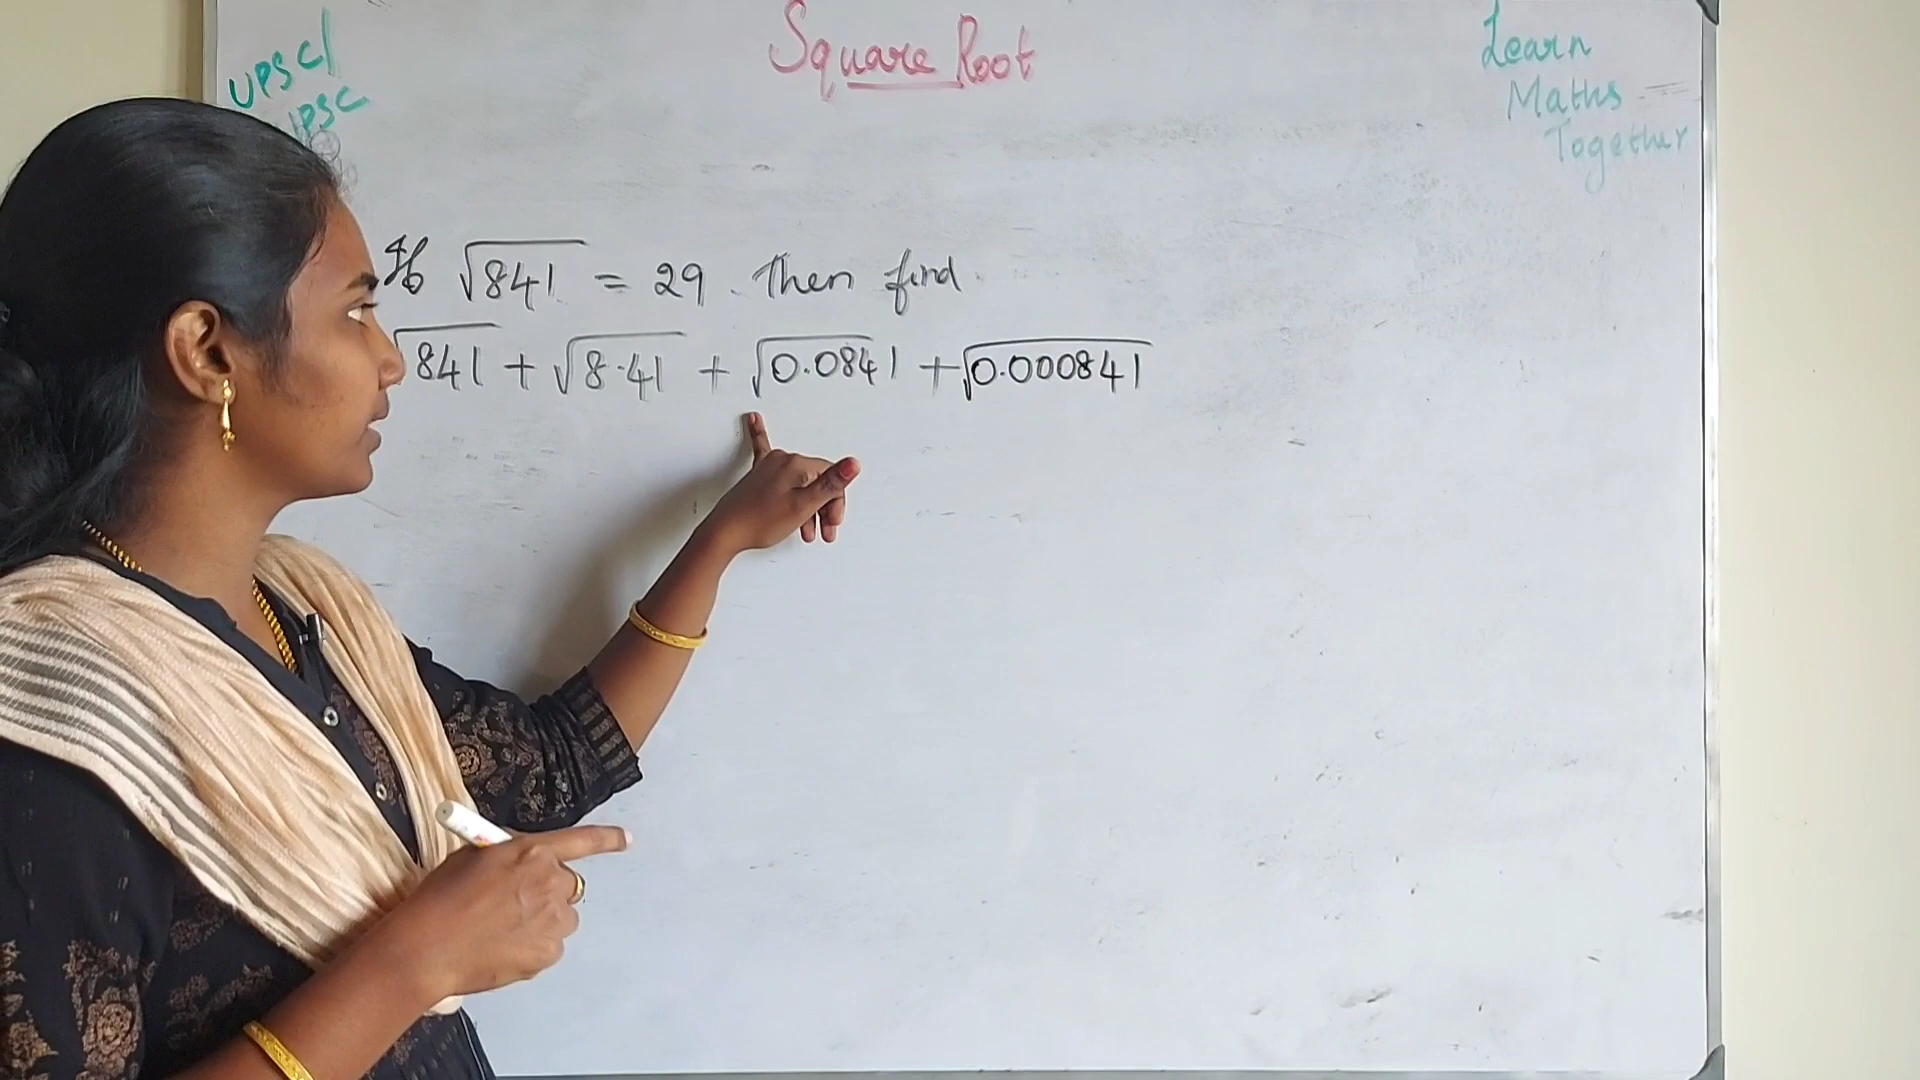 Square Root
UPSC/
Learn
Maths
Together
If √841 = 29. Then find.
√841 + √8.41 + √0.0841 + √0.000841